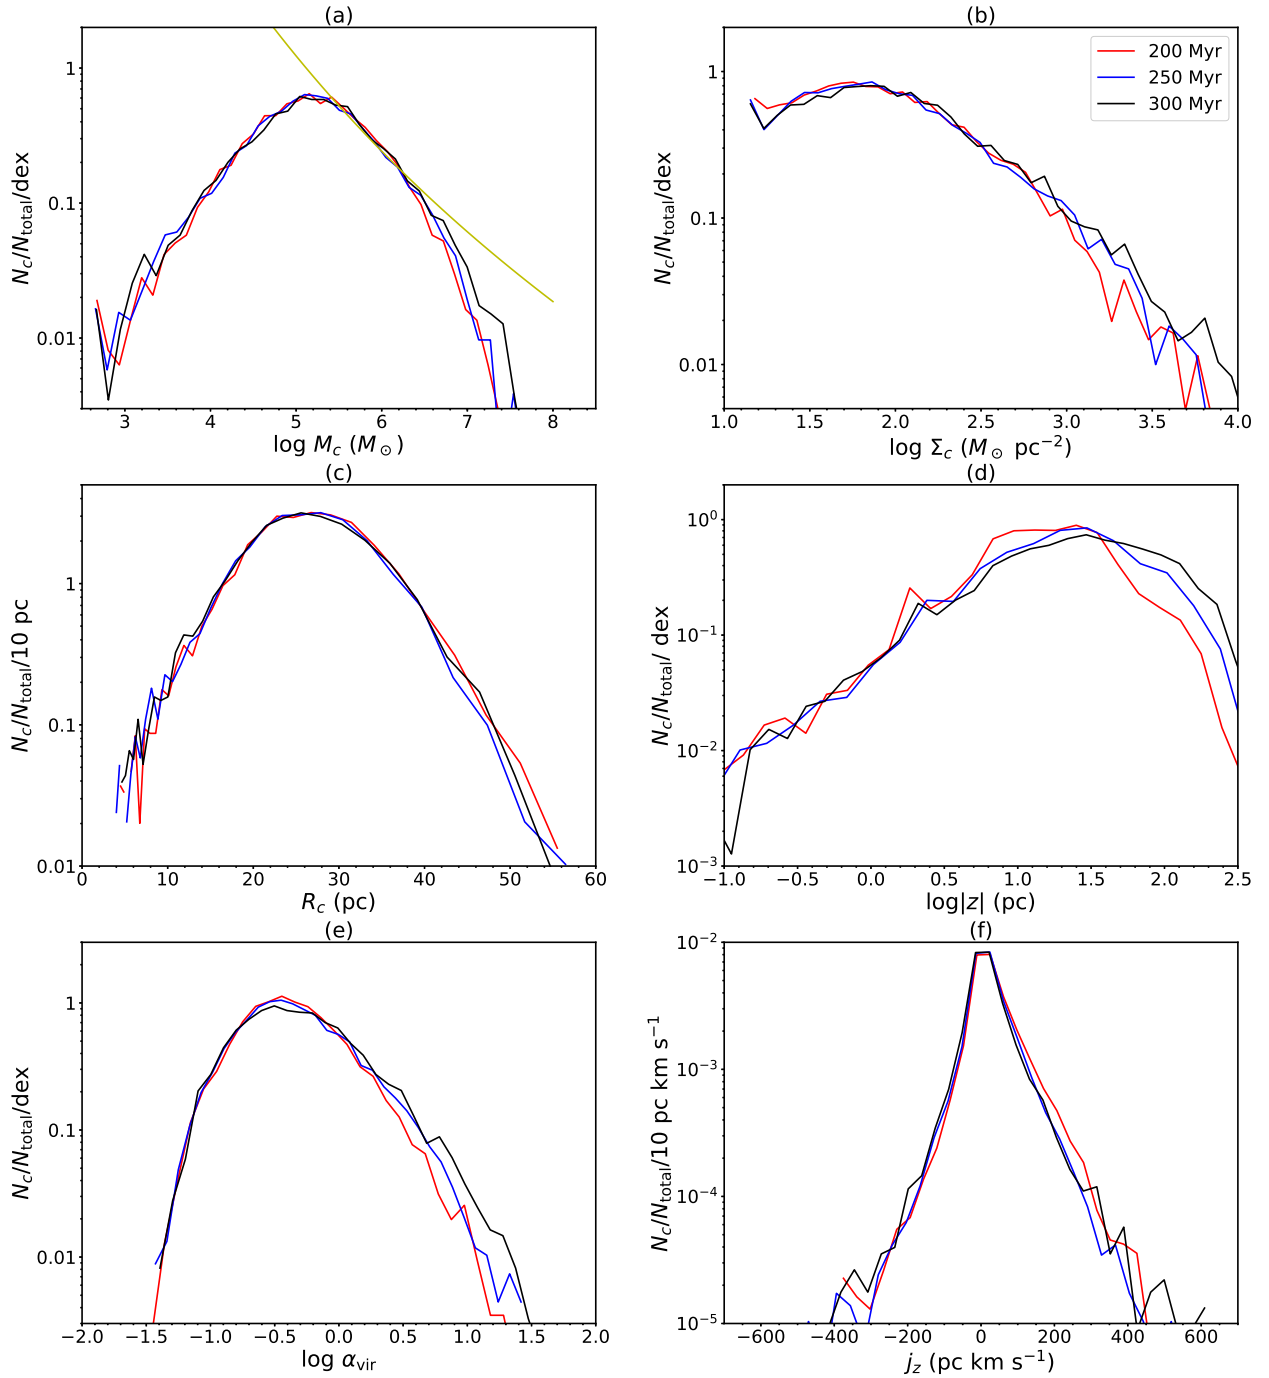 (a)
1
0.1
0.01
N_c/N_total/dex
3 4 5 6 7 8
log M_c (M_⊙)
(b)
200 Myr
250 Myr
300 Myr
1
0.1
0.01
N_c/N_total/dex
1.0 1.5 2.0 2.5 3.0 3.5 4.0
log Σ_c (M_⊙ pc^−2)
(c)
1
0.1
0.01
N_c/N_total/10 pc
0 10 20 30 40 50 60
R_c (pc)
(d)
10^0
10^−1
10^−2
10^−3
N_c/N_total/ dex
−1.0 −0.5 0.0 0.5 1.0 1.5 2.0 2.5
log|z| (pc)
(e)
1
0.1
0.01
N_c/N_total/dex
−2.0 −1.5 −1.0 −0.5 0.0 0.5 1.0 1.5 2.0
log α_vir
(f)
10^−2
10^−3
10^−4
10^−5
N_c/N_total/10 pc km s^−1
−600 −400 −200 0 200 400 600
j_z (pc km s^−1)